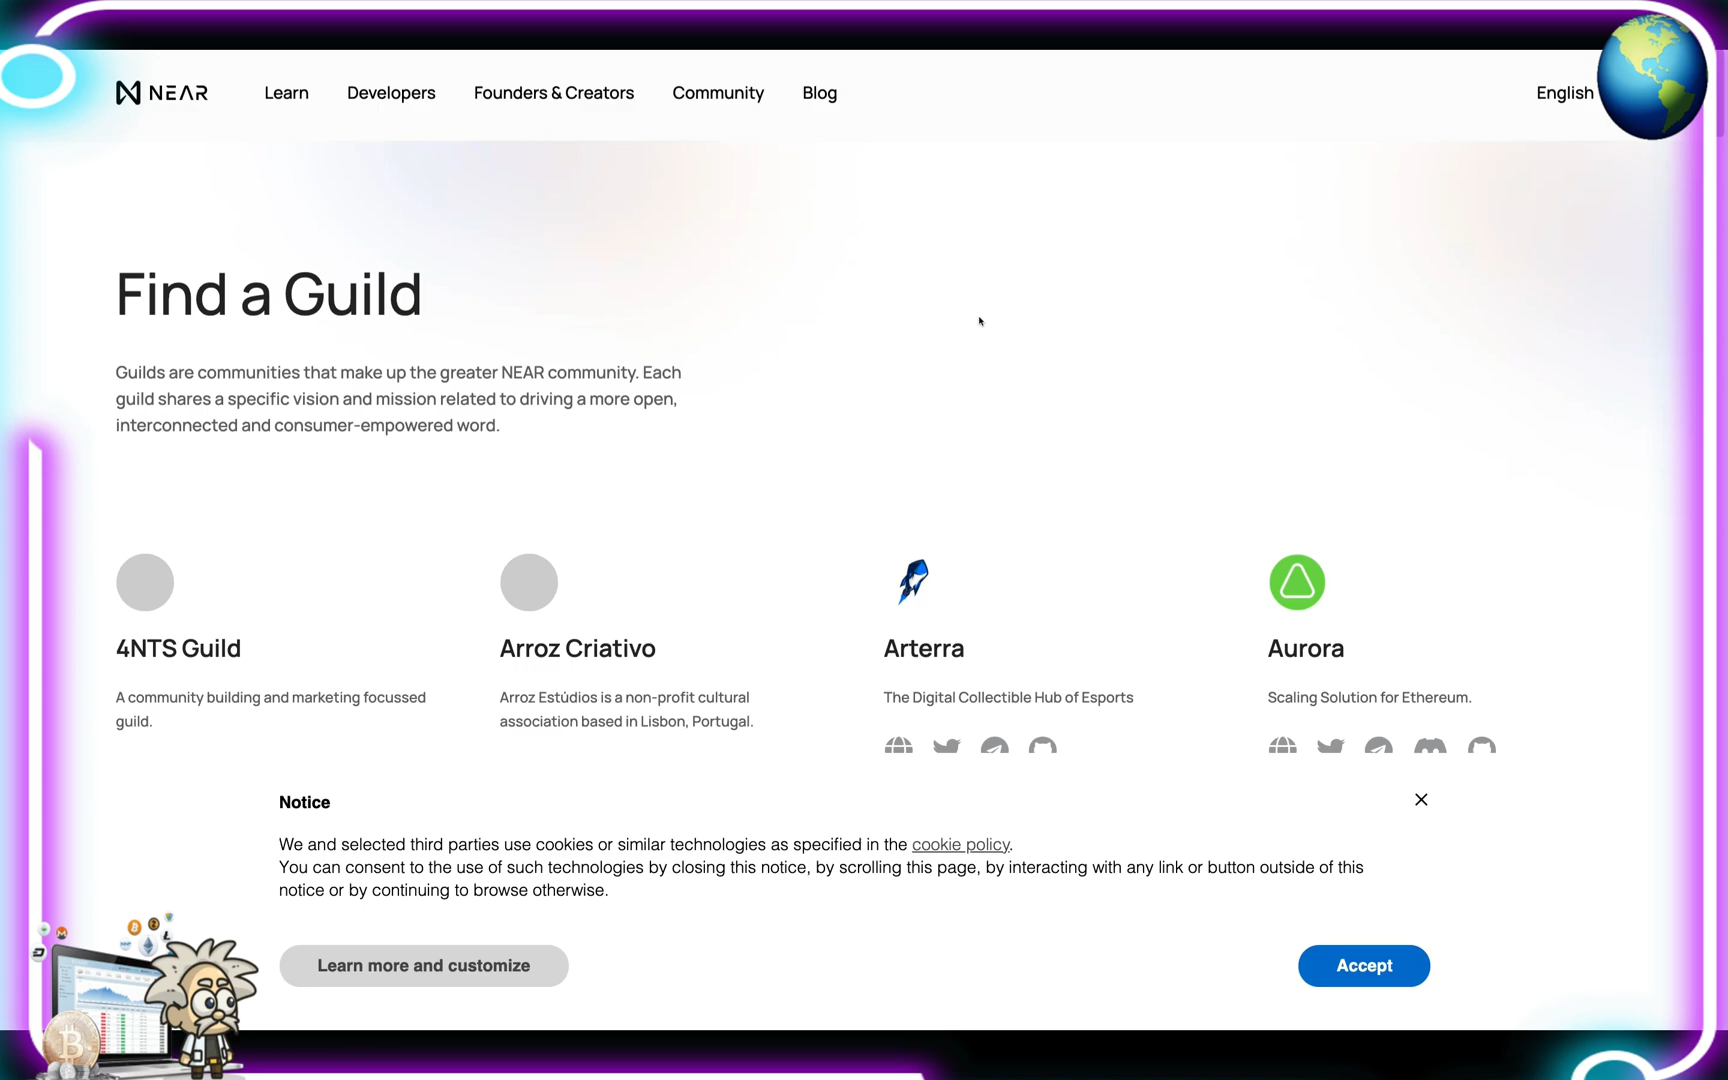 NEAR
Learn
Developers
Founders & Creators
Community
Blog
English
Find a Guild
Guilds are communities that make up the greater NEAR community. Each
guild shares a specific vision and mission related to driving a more open,
interconnected and consumer-empowered word.
4NTS Guild
A community building and marketing focussed
guild.
Arroz Criativo
Arroz Estúdios is a non-profit cultural
association based in Lisbon, Portugal.
Arterra
The Digital Collectible Hub of Esports
Aurora
Scaling Solution for Ethereum.
Notice
We and selected third parties use cookies or similar technologies as specified in the cookie policy.
You can consent to the use of such technologies by closing this notice, by scrolling this page, by interacting with any link or button outside of this
notice or by continuing to browse otherwise.
Learn more and customize
Accept